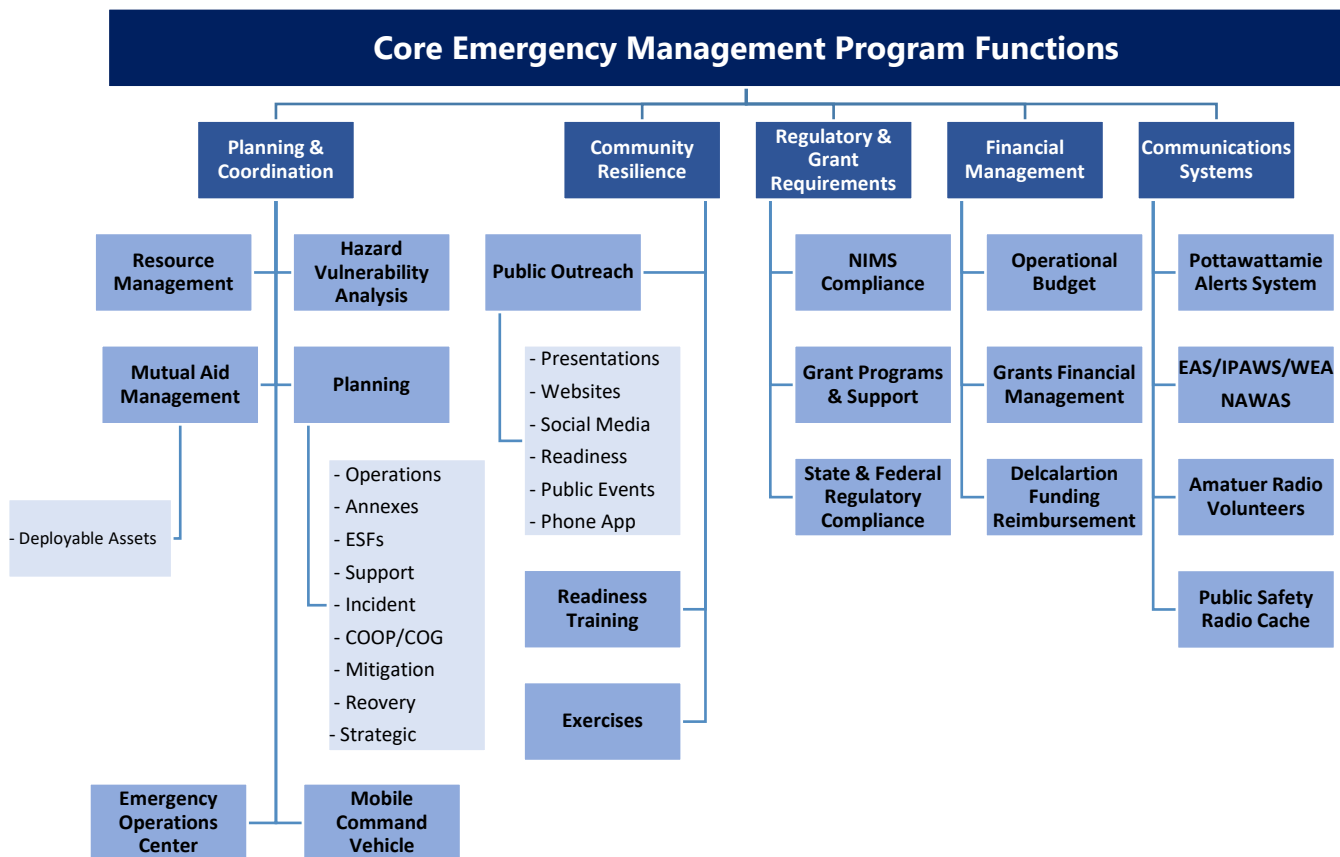 Core Emergency Management Program Functions
Planning &
Coordination
Resource
Management
Hazard
Vulnerability
Analysis
Mutual Aid
Management
Planning
- Deployable Assets
- Operations
- Annexes
- ESFs
- Support
- Incident
- COOP/COG
- Mitigation
- Reovery
- Strategic
Emergency
Operations
Center
Mobile
Command
Vehicle
Community
Resilience
Public Outreach
- Presentations
- Websites
- Social Media
- Readiness
- Public Events
- Phone App
Readiness
Training
Exercises
Regulatory &
Grant
Requirements
NIMS
Compliance
Grant Programs
& Support
State & Federal
Regulatory
Compliance
Financial
Management
Operational
Budget
Grants Financial
Management
Delcalartion
Funding
Reimbursement
Communications
Systems
Pottawattamie
Alerts System
EAS/IPAWS/WEA
NAWAS
Amatuer Radio
Volunteers
Public Safety
Radio Cache